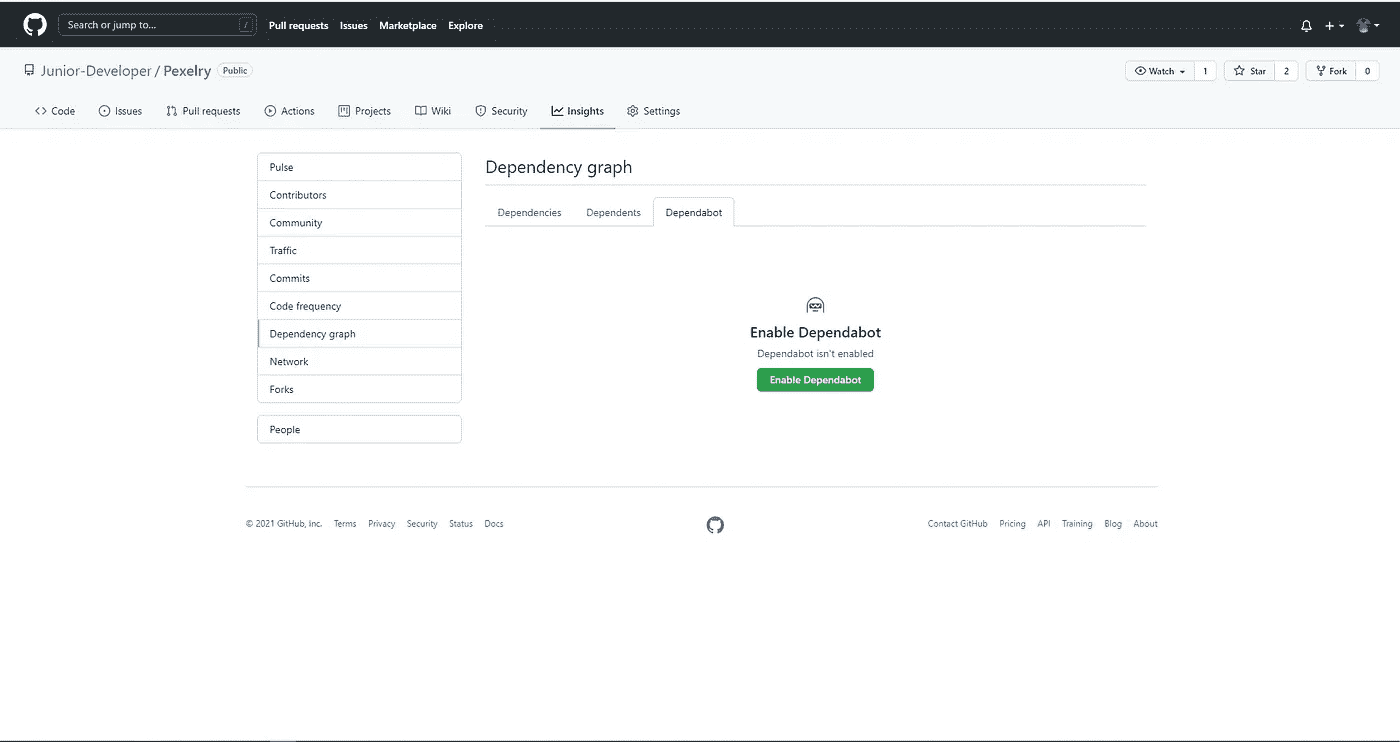 Search or jump to... /
Pull requests Issues Marketplace Explore
Junior-Developer / Pexelry Public
Watch 1 Star 2 Fork 0
Code Issues Pull requests Actions Projects Wiki Security Insights Settings
Pulse
Contributors
Community
Traffic
Commits
Code frequency
Dependency graph
Network
Forks
People
Dependency graph
Dependencies Dependents Dependabot
Enable Dependabot
Dependabot isn't enabled
Enable Dependabot
© 2021 GitHub, Inc. Terms Privacy Security Status Docs
Contact GitHub Pricing API Training Blog About